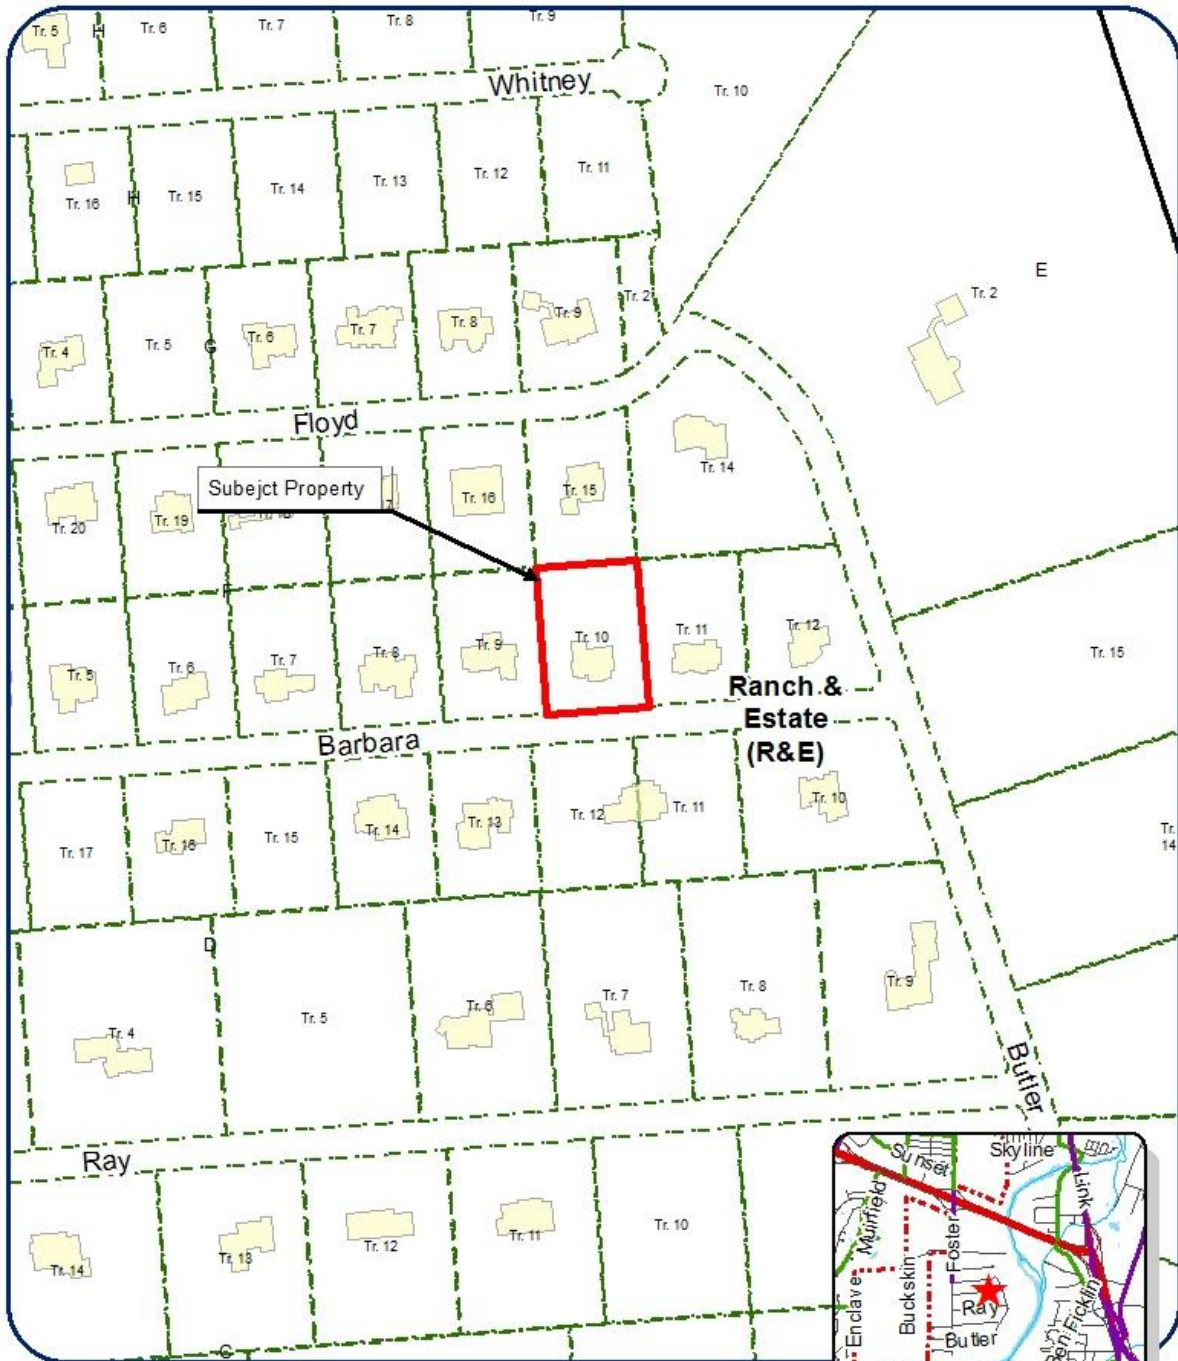 Tr. 5
H
Tr. 6
Tr. 7
Tr. 8
Tr. 9
Whitney
Tr. 10
Tr. 16
H
Tr. 15
Tr. 14
Tr. 13
Tr. 12
Tr. 11
E
Tr. 2
Tr. 4
Tr. 5
G
Tr. 6
Tr. 7
Tr. 8
Tr. 9
Tr. 2
Floyd
Subejct Property
Tr. 20
Tr. 19
Tr. 16
Tr. 15
Tr. 14
F
Tr. 5
Tr. 6
Tr. 7
Tr. 8
Tr. 9
Tr. 10
Tr. 11
Tr. 12
Tr. 15
Ranch &
Estate
(R&E)
Barbara
Tr. 17
Tr. 16
Tr. 15
Tr. 14
Tr. 13
Tr. 12
Tr. 11
Tr. 10
Tr.
14
D
Tr. 4
Tr. 5
Tr. 6
Tr. 7
Tr. 8
Tr. 9
Butler
Ray
Tr. 14
Tr. 13
Tr. 12
Tr. 11
Tr. 10
C
Sunset
Skyline
Link
Muirfield
Foster
Buckskin
Enclave
Ray
Butler
Ficklin